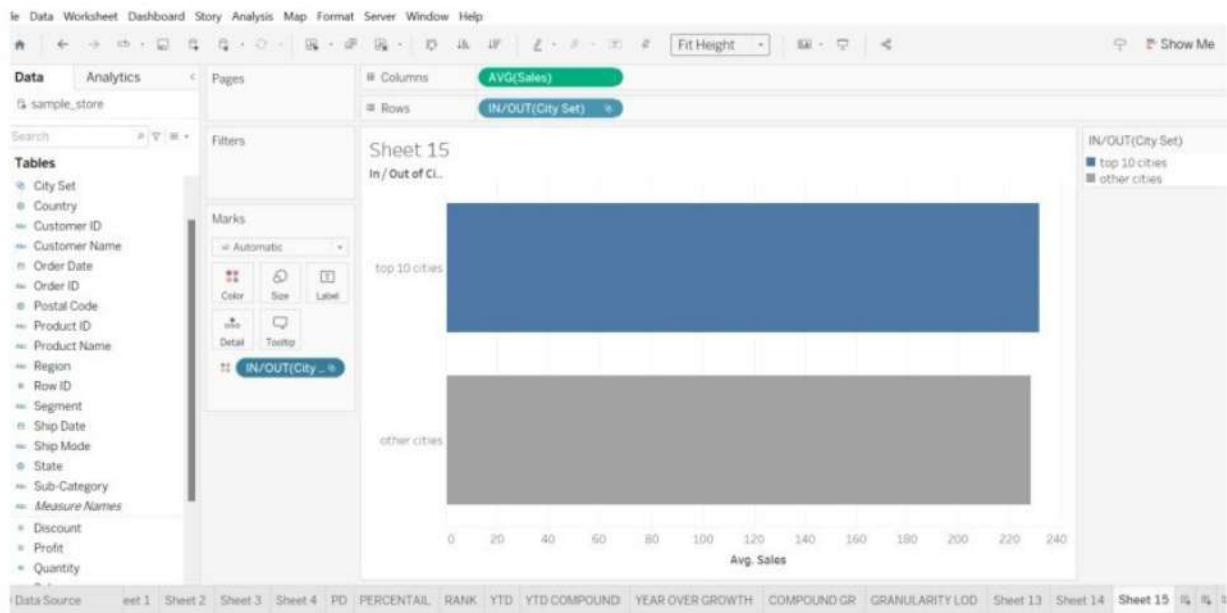 le Data Worksheet Dashboard Story Analysis Map Format Server Window Help
Fit Height
Show Me
Data Analytics
sample_store
Search
Tables
City Set
Country
Customer ID
Customer Name
Order Date
Order ID
Postal Code
Product ID
Product Name
Region
Row ID
Segment
Ship Date
Ship Mode
State
Sub-Category
Measure Names
Discount
Profit
Quantity
Pages
Filters
Marks
Automatic
Color Size Label
Detail Tooltip
IN/OUT(City ..
Columns AVG(Sales)
Rows IN/OUT(City Set)
Sheet 15
In / Out of Ci..
top 10 cities
other cities
0 20 40 60 80 100 120 140 160 180 200 220 240
Avg. Sales
IN/OUT(City Set)
top 10 cities
other cities
Data Source eet 1 Sheet 2 Sheet 3 Sheet 4 PD PERCENTAIL RANK YTD YTD COMPOUND YEAR OVER GROWTH COMPOUND GR GRANULARITY LOD Sheet 13 Sheet 14 Sheet 15